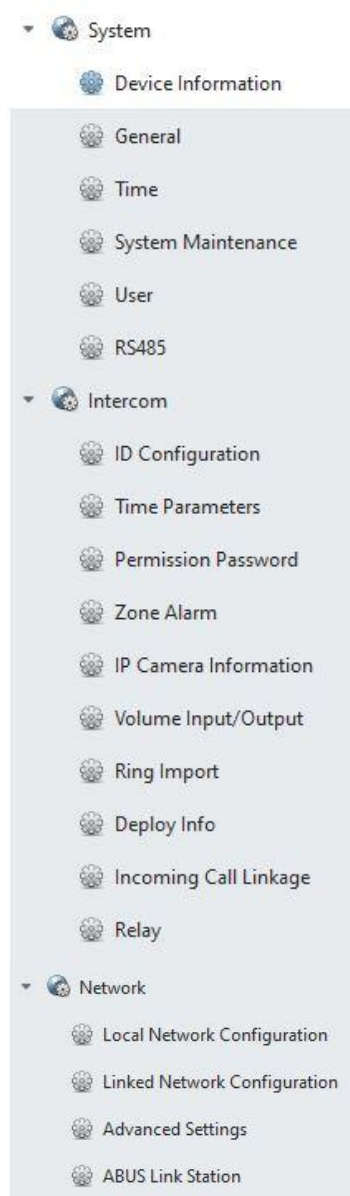 System
Device Information
General
Time
System Maintenance
User
RS485
Intercom
ID Configuration
Time Parameters
Permission Password
Zone Alarm
IP Camera Information
Volume Input/Output
Ring Import
Deploy Info
Incoming Call Linkage
Relay
Network
Local Network Configuration
Linked Network Configuration
Advanced Settings
ABUS Link Station